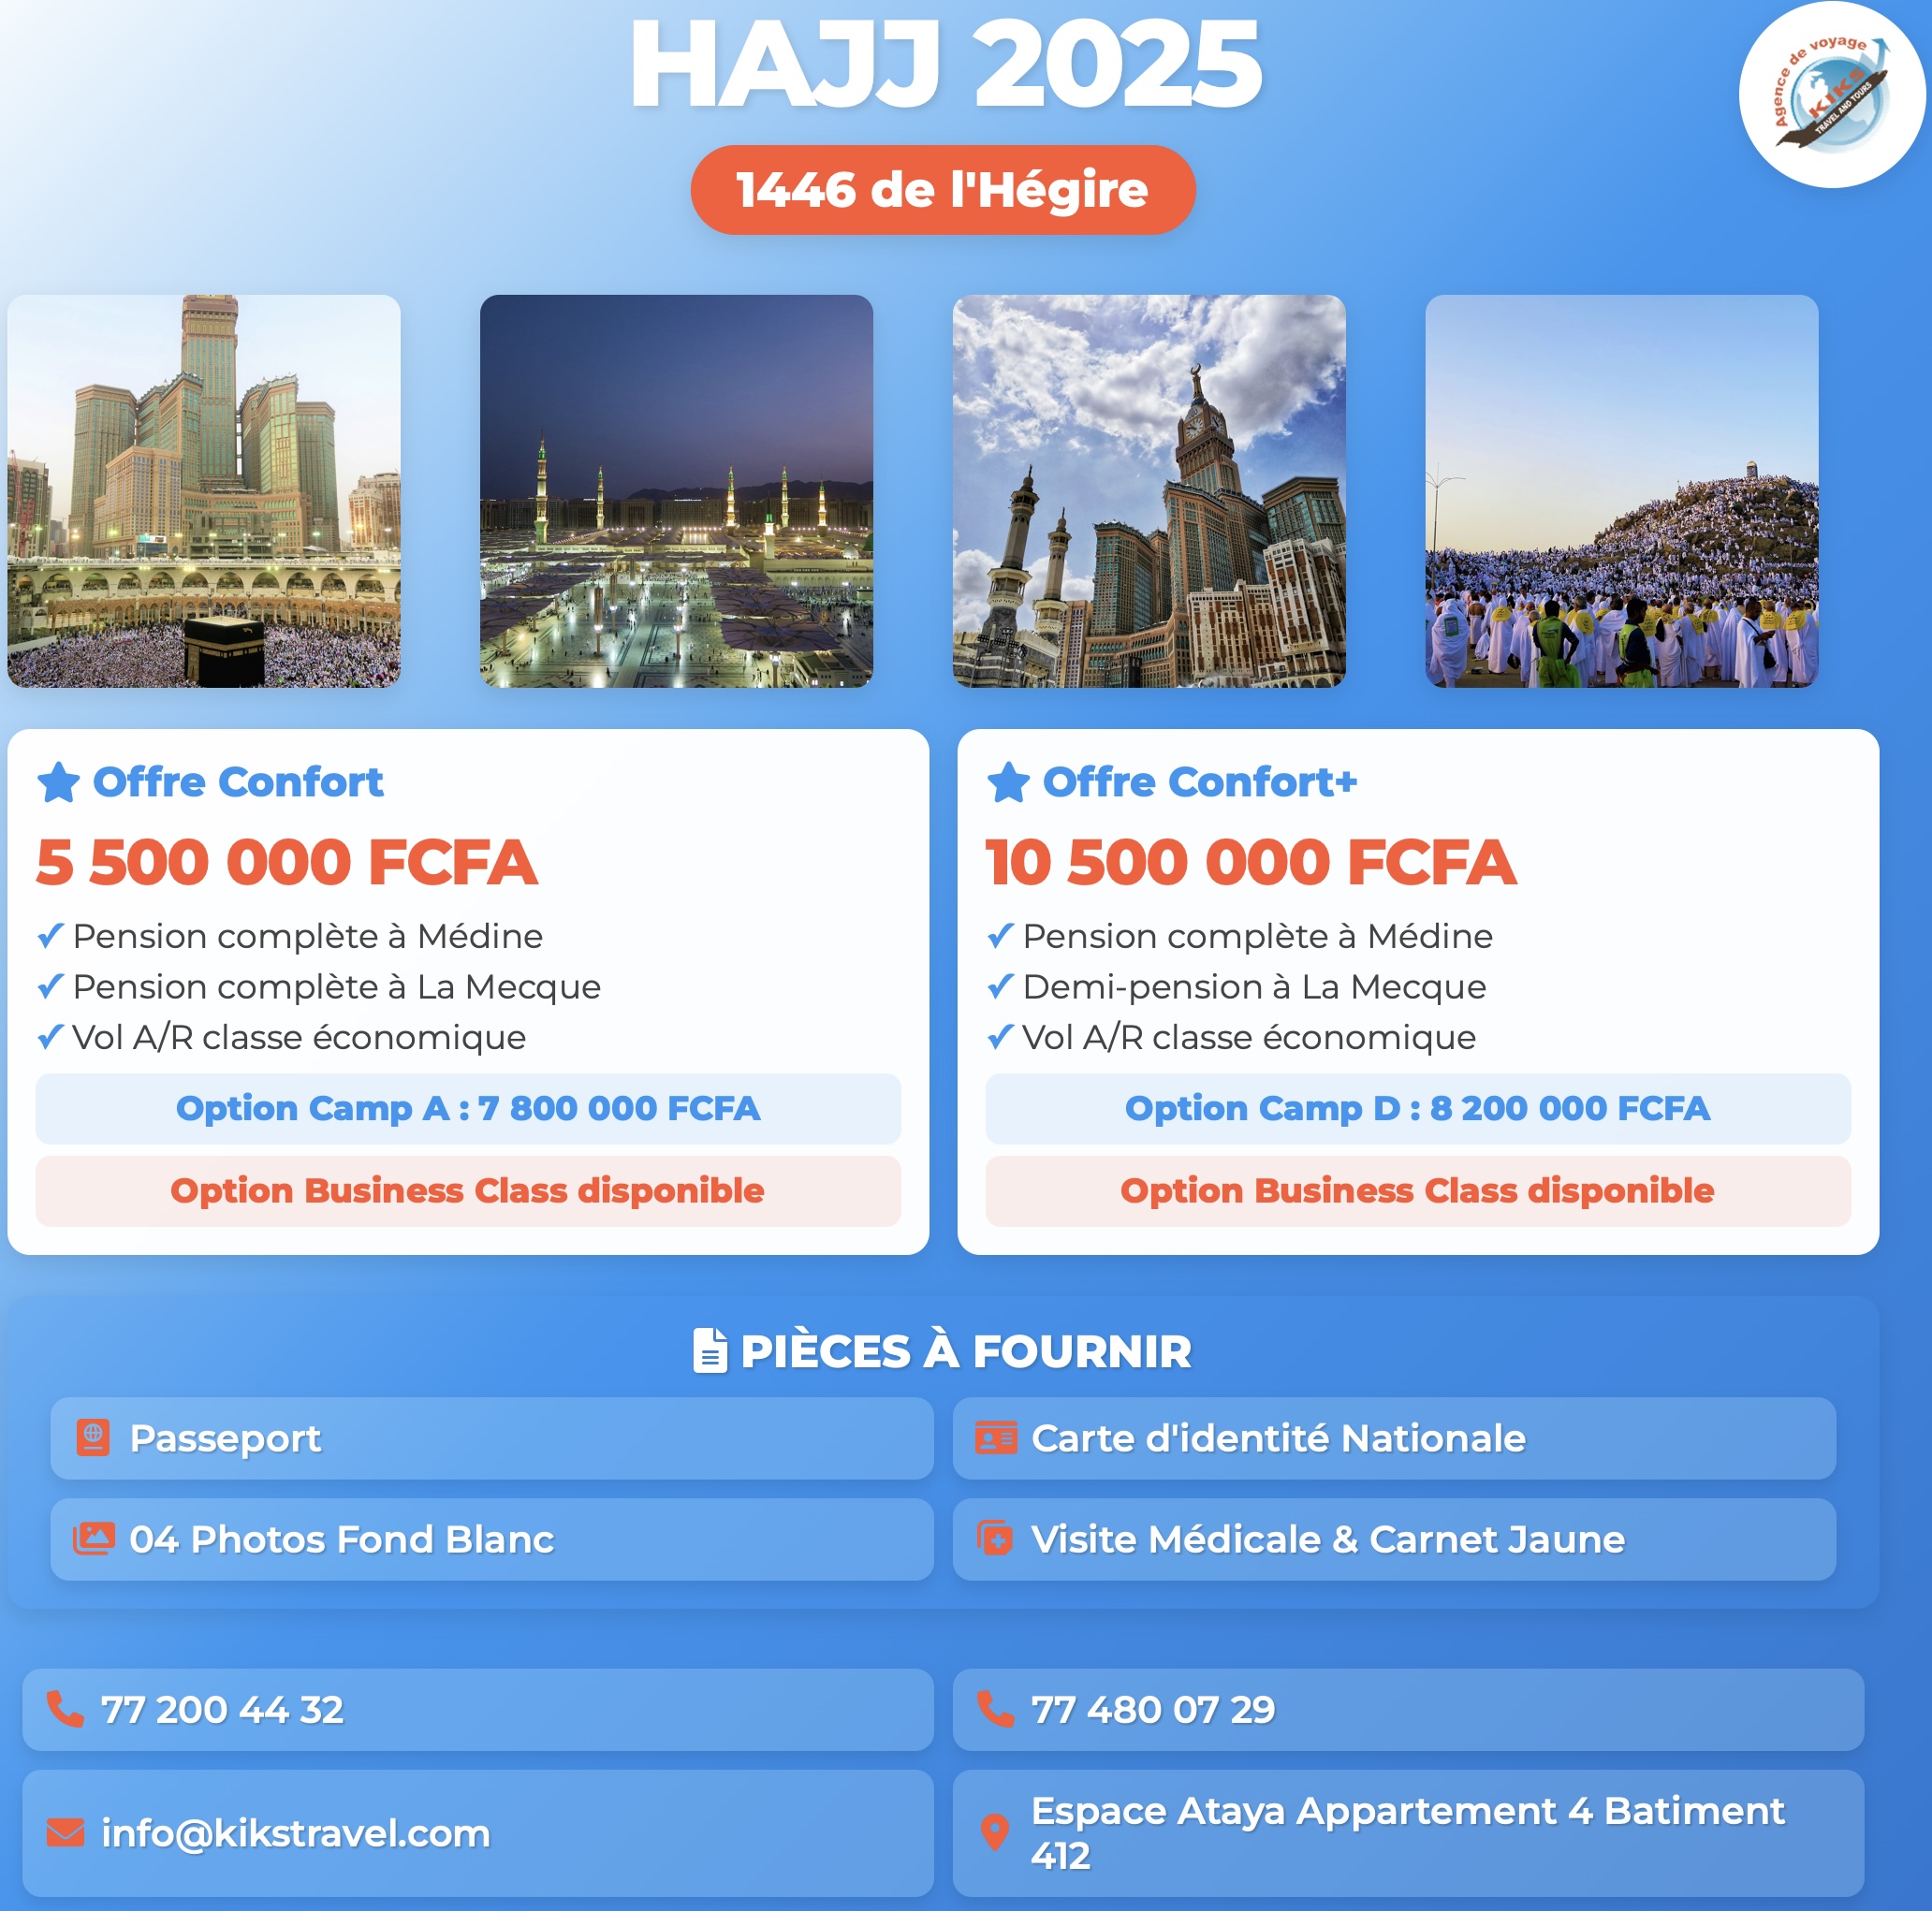 HAJJ 2025
Agence de voyage
KIKS
TRAVEL AND TOURS
1446 de l'Hégire
Offre Confort
5 500 000 FCFA
✓ Pension complète à Médine
✓ Pension complète à La Mecque
✓ Vol A/R classe économique
Option Camp A : 7 800 000 FCFA
Option Business Class disponible
Offre Confort+
10 500 000 FCFA
✓ Pension complète à Médine
✓ Demi-pension à La Mecque
✓ Vol A/R classe économique
Option Camp D : 8 200 000 FCFA
Option Business Class disponible
PIÈCES À FOURNIR
Passeport
Carte d'identité Nationale
04 Photos Fond Blanc
Visite Médicale & Carnet Jaune
77 200 44 32
77 480 07 29
info@kikstravel.com
Espace Ataya Appartement 4 Batiment
412